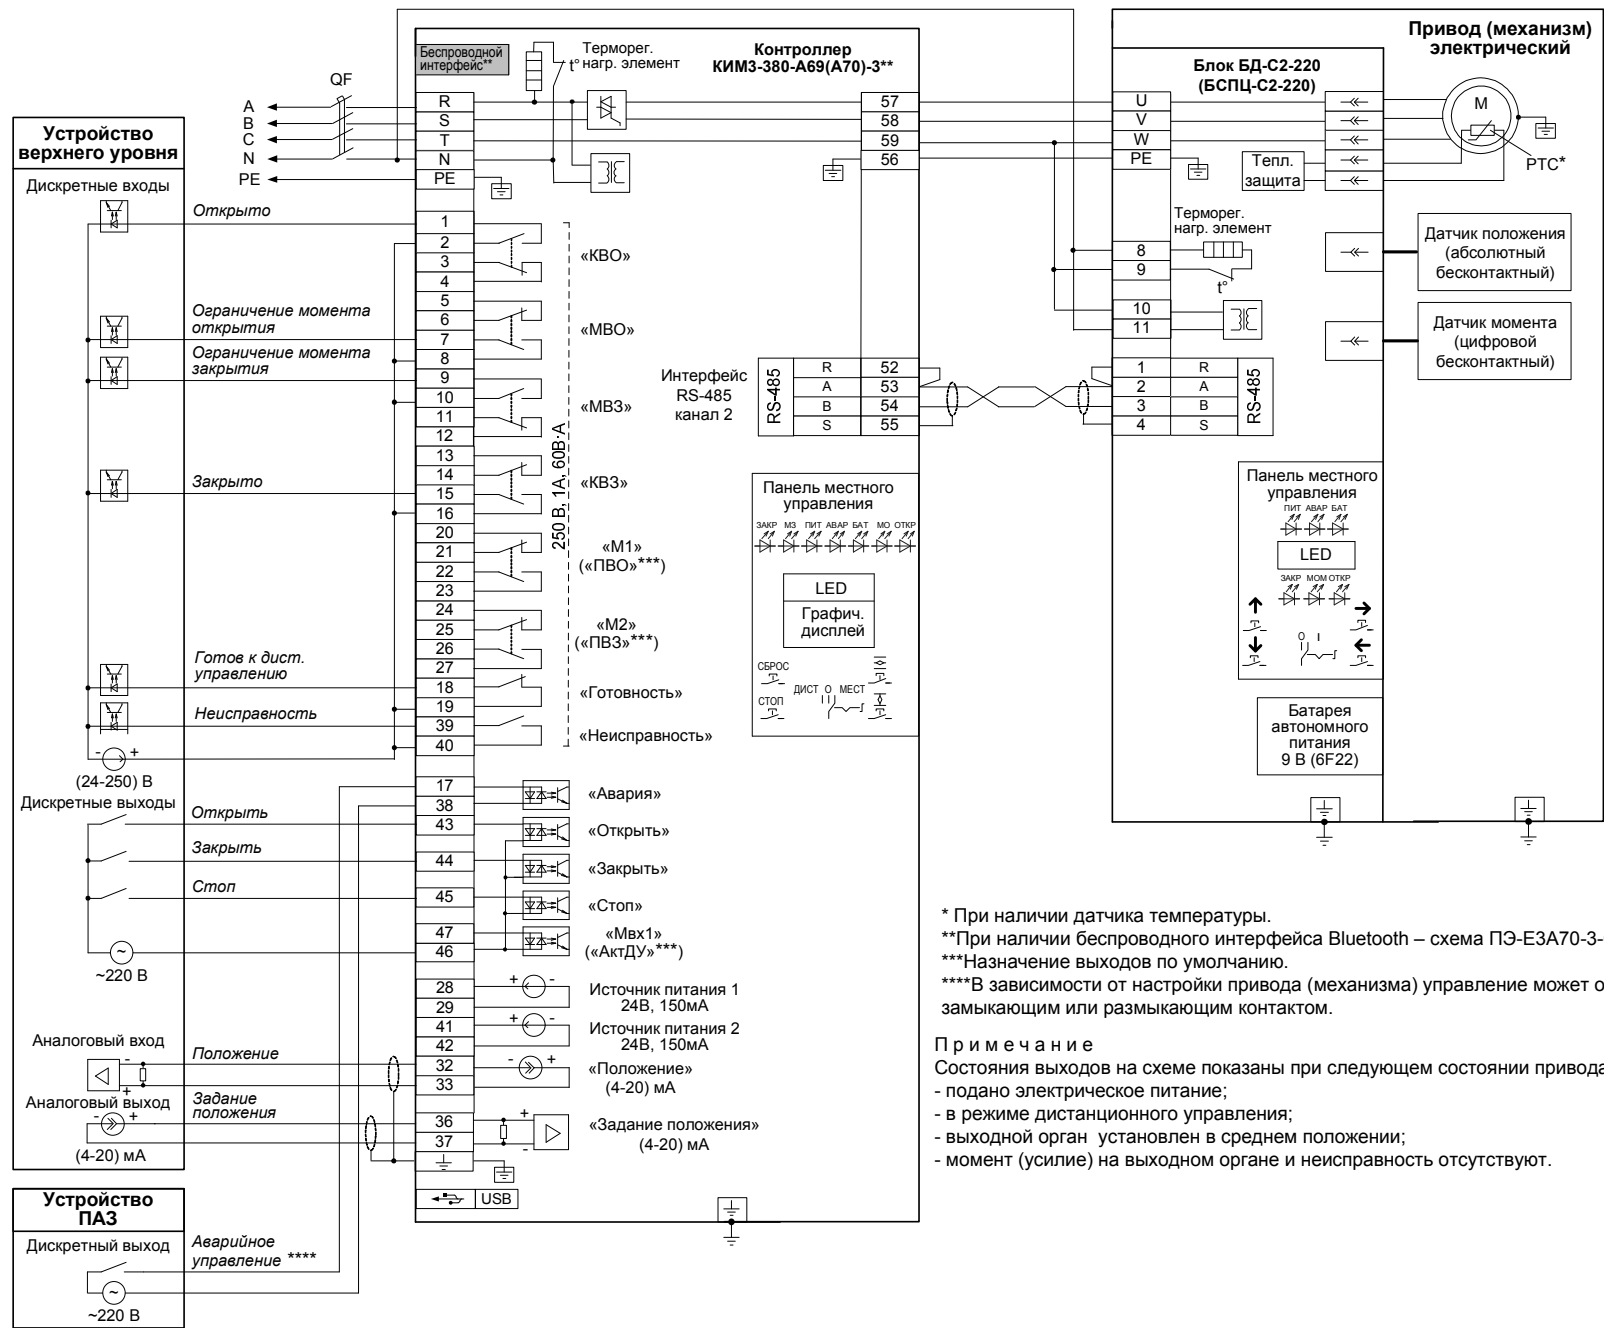 QF
A
B
C
N
PE
Устройство
верхнего уровня
Дискретные входы
Открыто
Ограничение момента
открытия
Ограничение момента
закрытия
Закрыто
Готов к дист.
управлению
Неисправность
- +
(24-250) В
Дискретные выходы
Открыть
Закрыть
Стоп
~
~220 В
Аналоговый вход
-
+
Положение
Аналоговый выход
- +
(4-20) мА
Задание
положения
Устройство
ПАЗ
Дискретный выход
~
~220 В
Аварийное
управление ****
Беспроводной
интерфейс**
Терморег.
нагр. элемент
t°
Контроллер
КИМ3-380-А69(А70)-3**
R
S
T
N
PE
57
58
59
56
1
2
3
4
5
6
7
8
9
10
11
12
13
14
15
16
20
21
22
23
24
25
26
27
18
19
39
40
17
38
43
44
45
47
46
28
29
41
42
32
33
36
37
USB
«КВО»
«МВО»
«МВЗ»
«КВЗ»
«М1»
(«ПВО»***)
«М2»
(«ПВЗ»***)
«Готовность»
«Неисправность»
250 В, 1А, 60В·А
«Авария»
«Открыть»
«Закрыть»
«Стоп»
«Мвх1»
(«АктДУ»***)
+ -
Источник питания 1
24В, 150мА
+ -
Источник питания 2
24В, 150мА
- +
«Положение»
(4-20) мА
+
-
«Задание положения»
(4-20) мА
Интерфейс
RS-485
канал 2
RS-485
R 52
A 53
B 54
S 55
Панель местного
управления
ЗАКР МЗ ПИТ АВАР БАТ МО ОТКР
LED
Графич.
дисплей
СБРОС
СТОП
ДИСТ О МЕСТ
Привод (механизм)
электрический
Блок БД-С2-220
(БСПЦ-С2-220)
U
V
W
PE
Тепл.
защита
M
PTC*
Терморег.
нагр. элемент
t°
8
9
10
11
1 R
2 A
3 B
4 S
RS-485
Датчик положения
(абсолютный
бесконтактный)
Датчик момента
(цифровой
бесконтактный)
Панель местного
управления
ПИТ АВАР БАТ
LED
ЗАКР МОМ ОТКР
О I
Батарея
автономного
питания
9 В (6F22)
* При наличии датчика температуры.
**При наличии беспроводного интерфейса Bluetooth – схема ПЭ-Е3А70-3-
***Назначение выходов по умолчанию.
****В зависимости от настройки привода (механизма) управление может о
замыкающим или размыкающим контактом.
Примечание
Состояния выходов на схеме показаны при следующем состоянии привода
- подано электрическое питание;
- в режиме дистанционного управления;
- выходной орган установлен в среднем положении;
- момент (усилие) на выходном органе и неисправность отсутствуют.